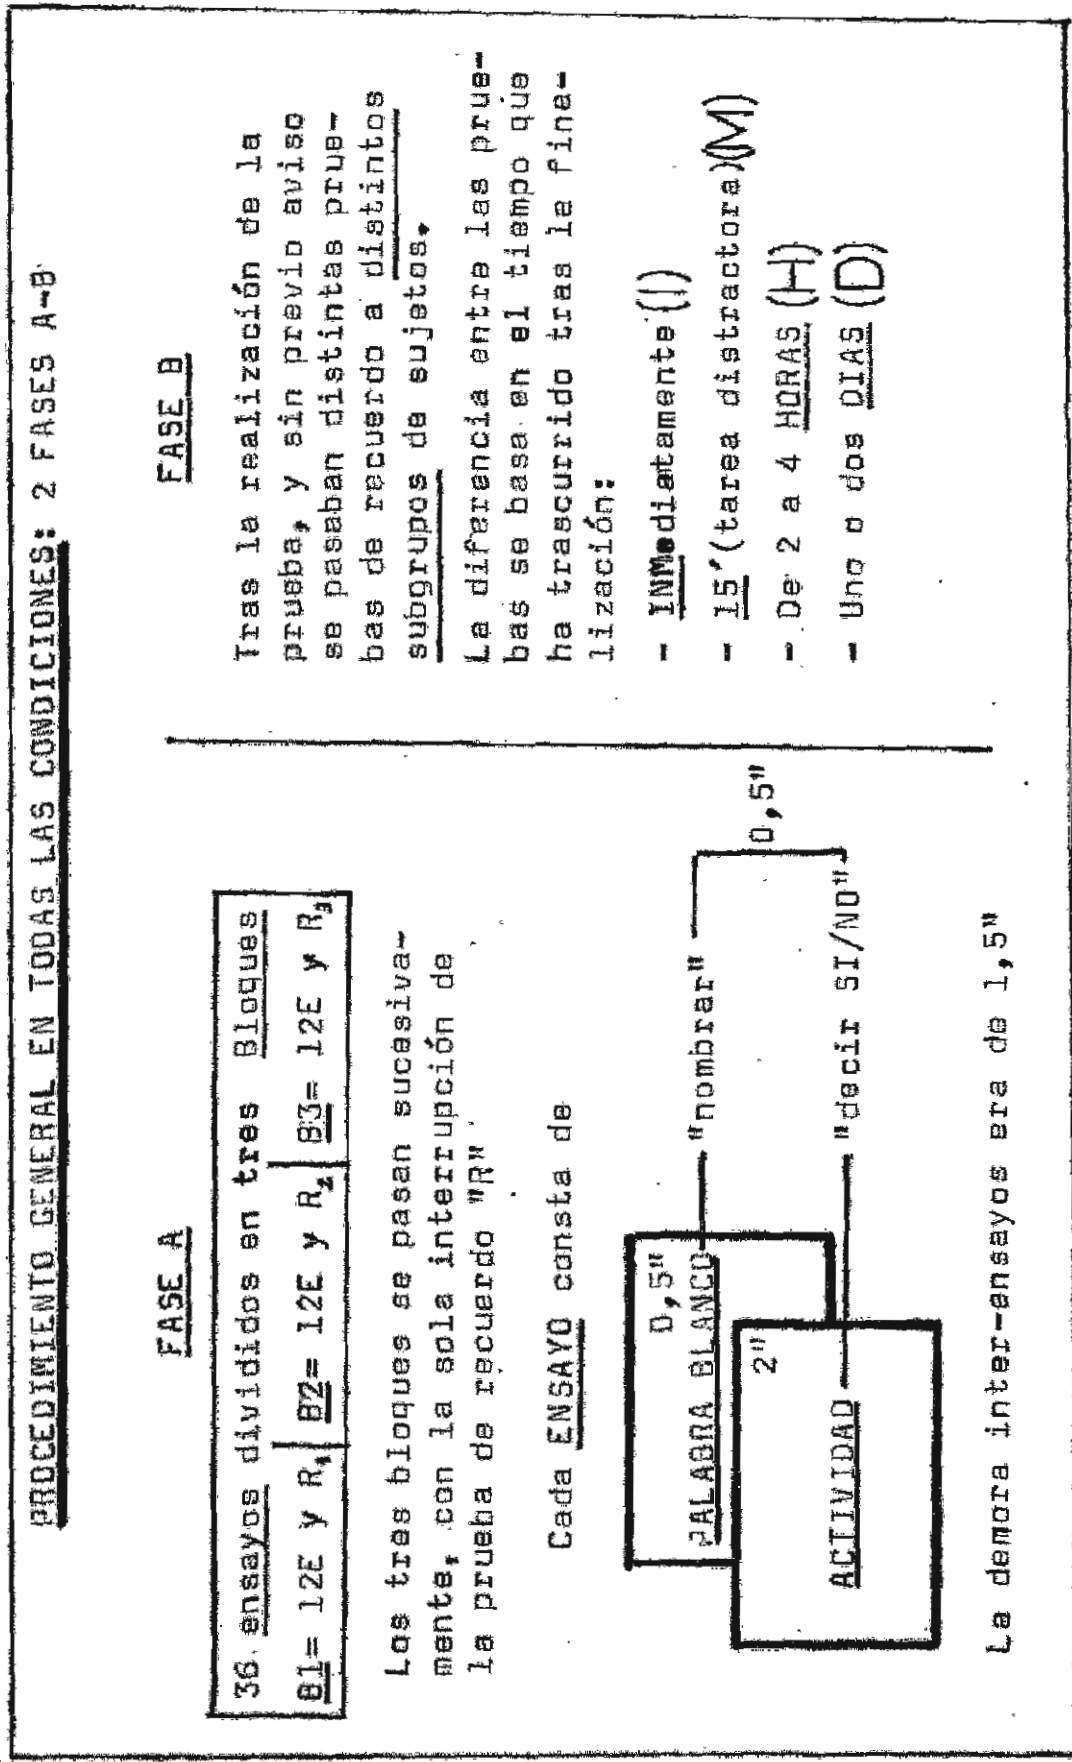 PROCEDIMIENTO GENERAL EN TODAS LAS CONDICIONES: 2 FASES A-B
FASE A
36 ensayos divididos en tres Bloques
B1= 12E y R1 B2= 12E y R2 B3= 12E y R3
Los tres bloques se pasan sucesiva-
mente, con la sola interrupción de
la prueba de recuerdo "R"
Cada ENSAYO consta de
0,5"
PALABRA BLANCO "nombrar"
2"
0,5"
ACTIVIDAD "decir SI/NO"
La demora inter-ensayos era de 1,5"
FASE B
Tras la realización de la
prueba, y sin previo aviso
se pasaban distintas prue-
bas de recuerdo a distintos
subgrupos de sujetos.
La diferencia entre las prue-
bas se basa en el tiempo que
ha trascurrido tras la fina-
lización:
- INMediatamente (I)
- 15'(tarea distractora)(M)
- De 2 a 4 HORAS (H)
- Uno o dos DIAS (D)